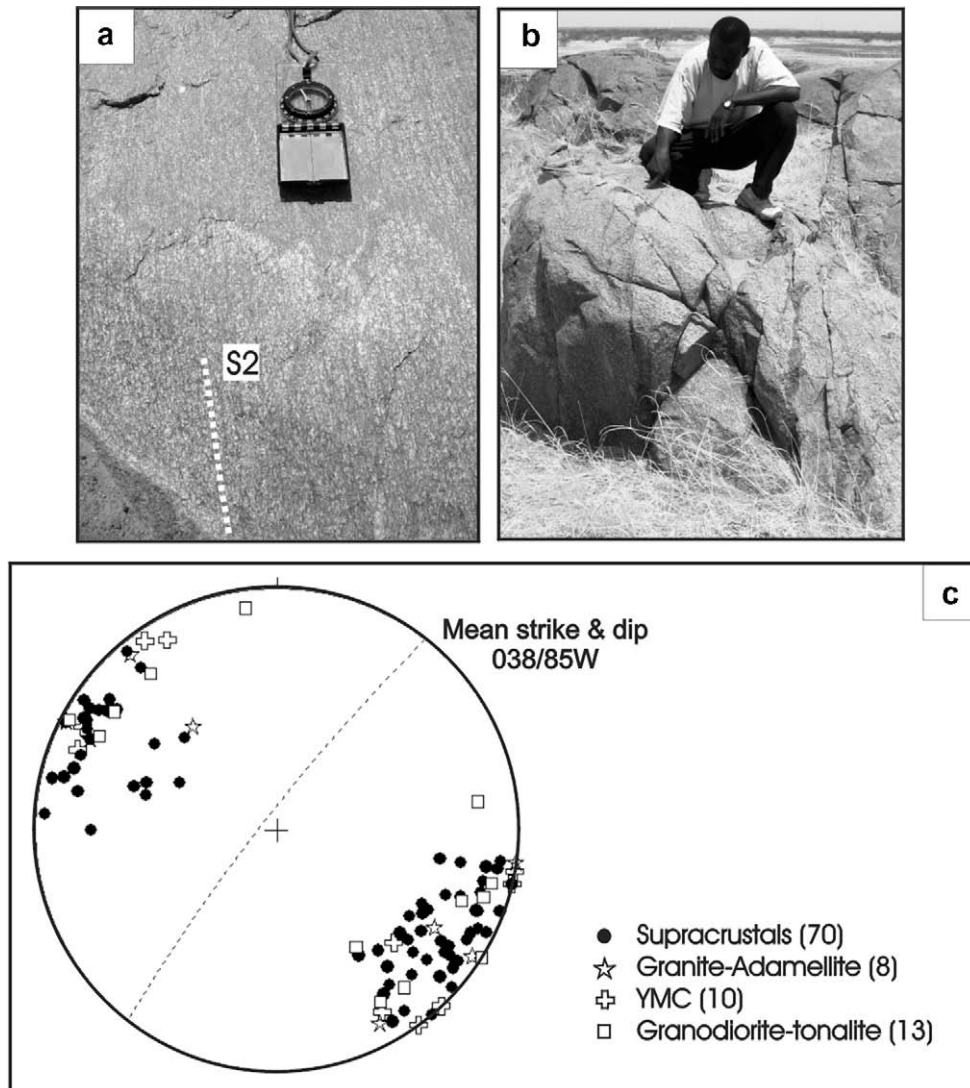 a
b
S2
c
Mean strike & dip
038/85W
Supracrustals (70)
Granite-Adamellite (8)
YMC (10)
Granodiorite-tonalite (13)